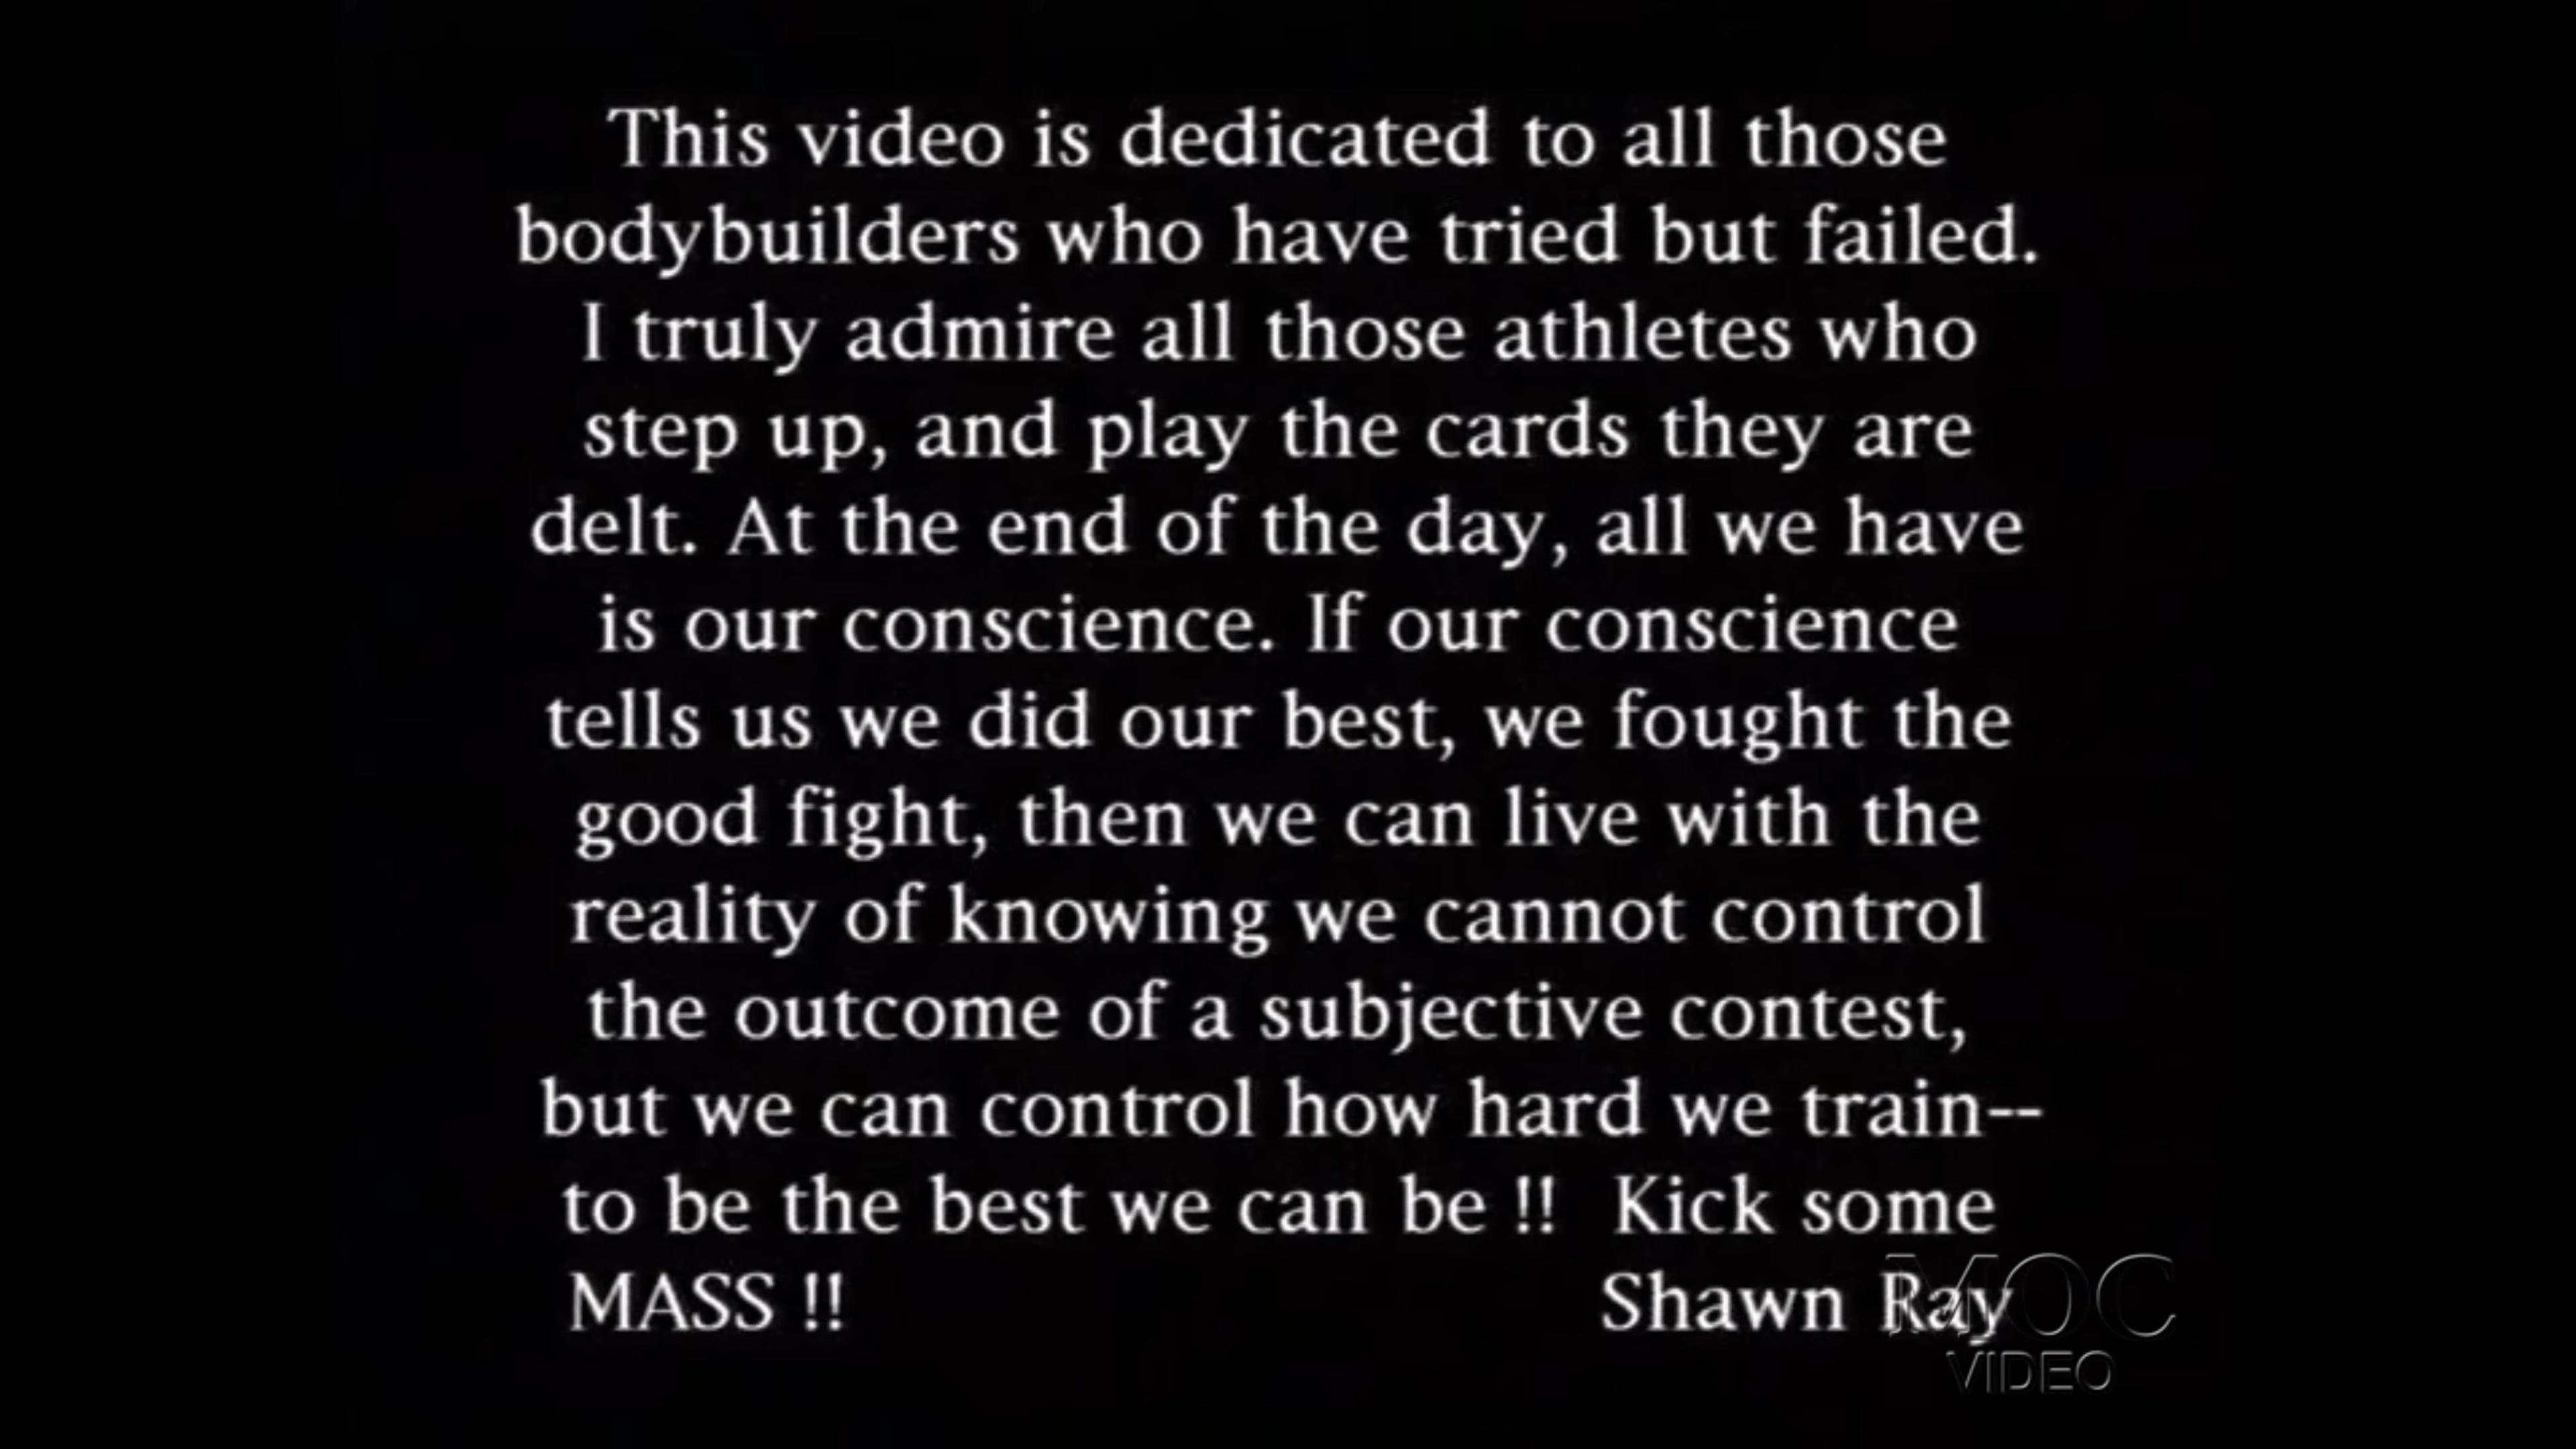 This video is dedicated to all those
bodybuilders who have tried but failed.
I truly admire all those athletes who
step up, and play the cards they are
delt. At the end of the day, all we have
is our conscience. If our conscience
tells us we did our best, we fought the
good fight, then we can live with the
reality of knowing we cannot control
the outcome of a subjective contest,
but we can control how hard we train--
to be the best we can be !!  Kick some
MASS !! Shawn Ray
MOC
VIDEO